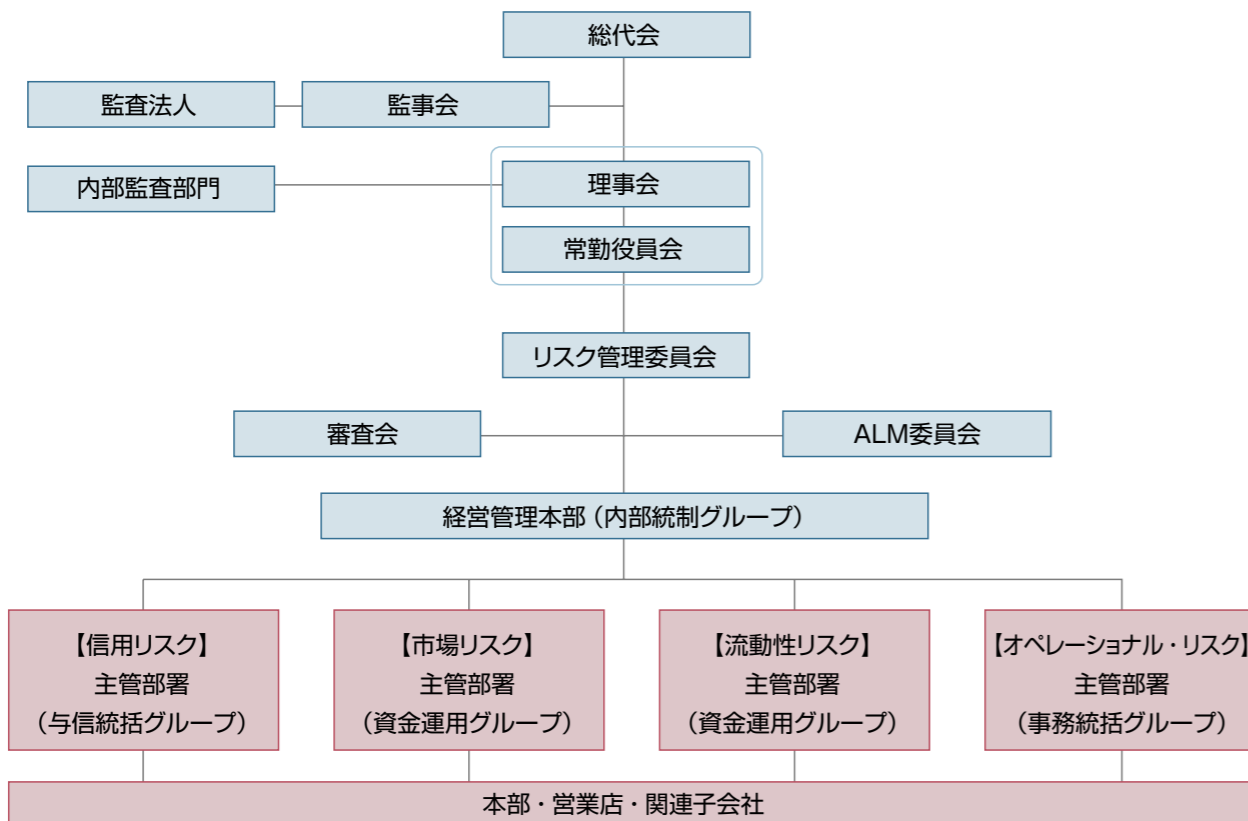 総代会
監査法人
監事会
内部監査部門
理事会
常勤役員会
リスク管理委員会
審査会
ALM委員会
経営管理本部（内部統制グループ）
【信用リスク】
主管部署
（与信統括グループ）
【市場リスク】
主管部署
（資金運用グループ）
【流動性リスク】
主管部署
（資金運用グループ）
【オペレーショナル・リスク】
主管部署
（事務統括グループ）
本部・営業店・関連子会社